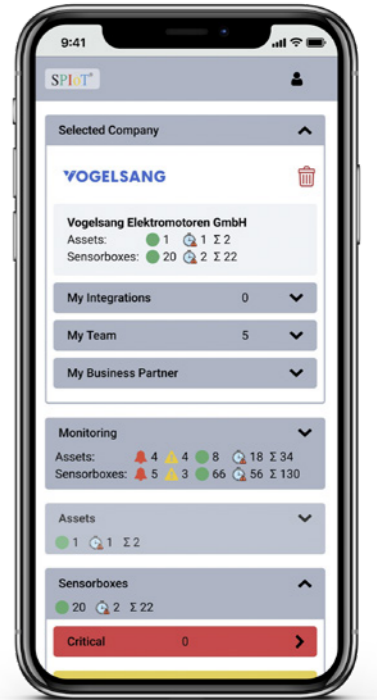 9:41
SPIoT®
Selected Company
VOGELSANG
Vogelsang Elektromotoren GmbH
Assets: 1 1 Σ 2
Sensorboxes: 20 2 Σ 22
My Integrations 0
My Team 5
My Business Partner
Monitoring
Assets: 4 4 8 18 Σ 34
Sensorboxes: 5 3 66 56 Σ 130
Assets
1 1 Σ 2
Sensorboxes
20 2 Σ 22
Critical 0